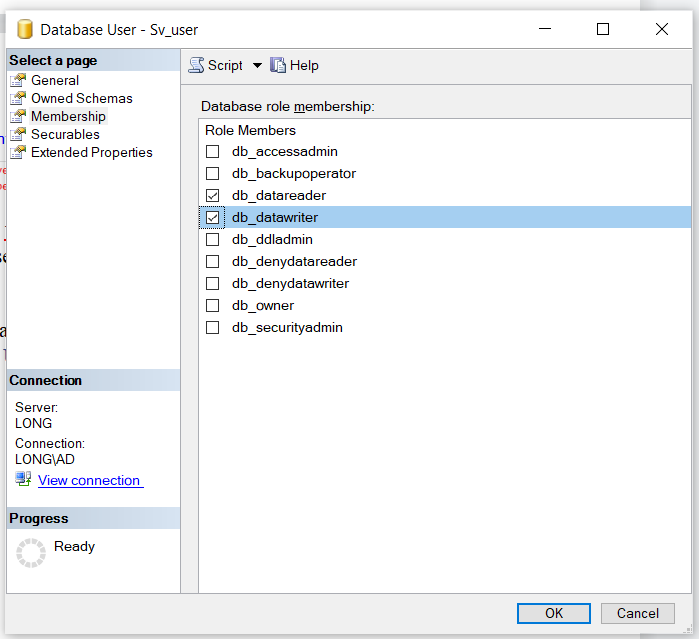 Database User - Sv_user
Select a page
General
Owned Schemas
Membership
Securables
Extended Properties
Script
Help
Database role membership:
Role Members
db_accessadmin
db_backupoperator
db_datareader
db_datawriter
db_ddladmin
db_denydatareader
db_denydatawriter
db_owner
db_securityadmin
Connection
Server:
LONG
Connection:
LONG\AD
View connection
Progress
Ready
OK
Cancel